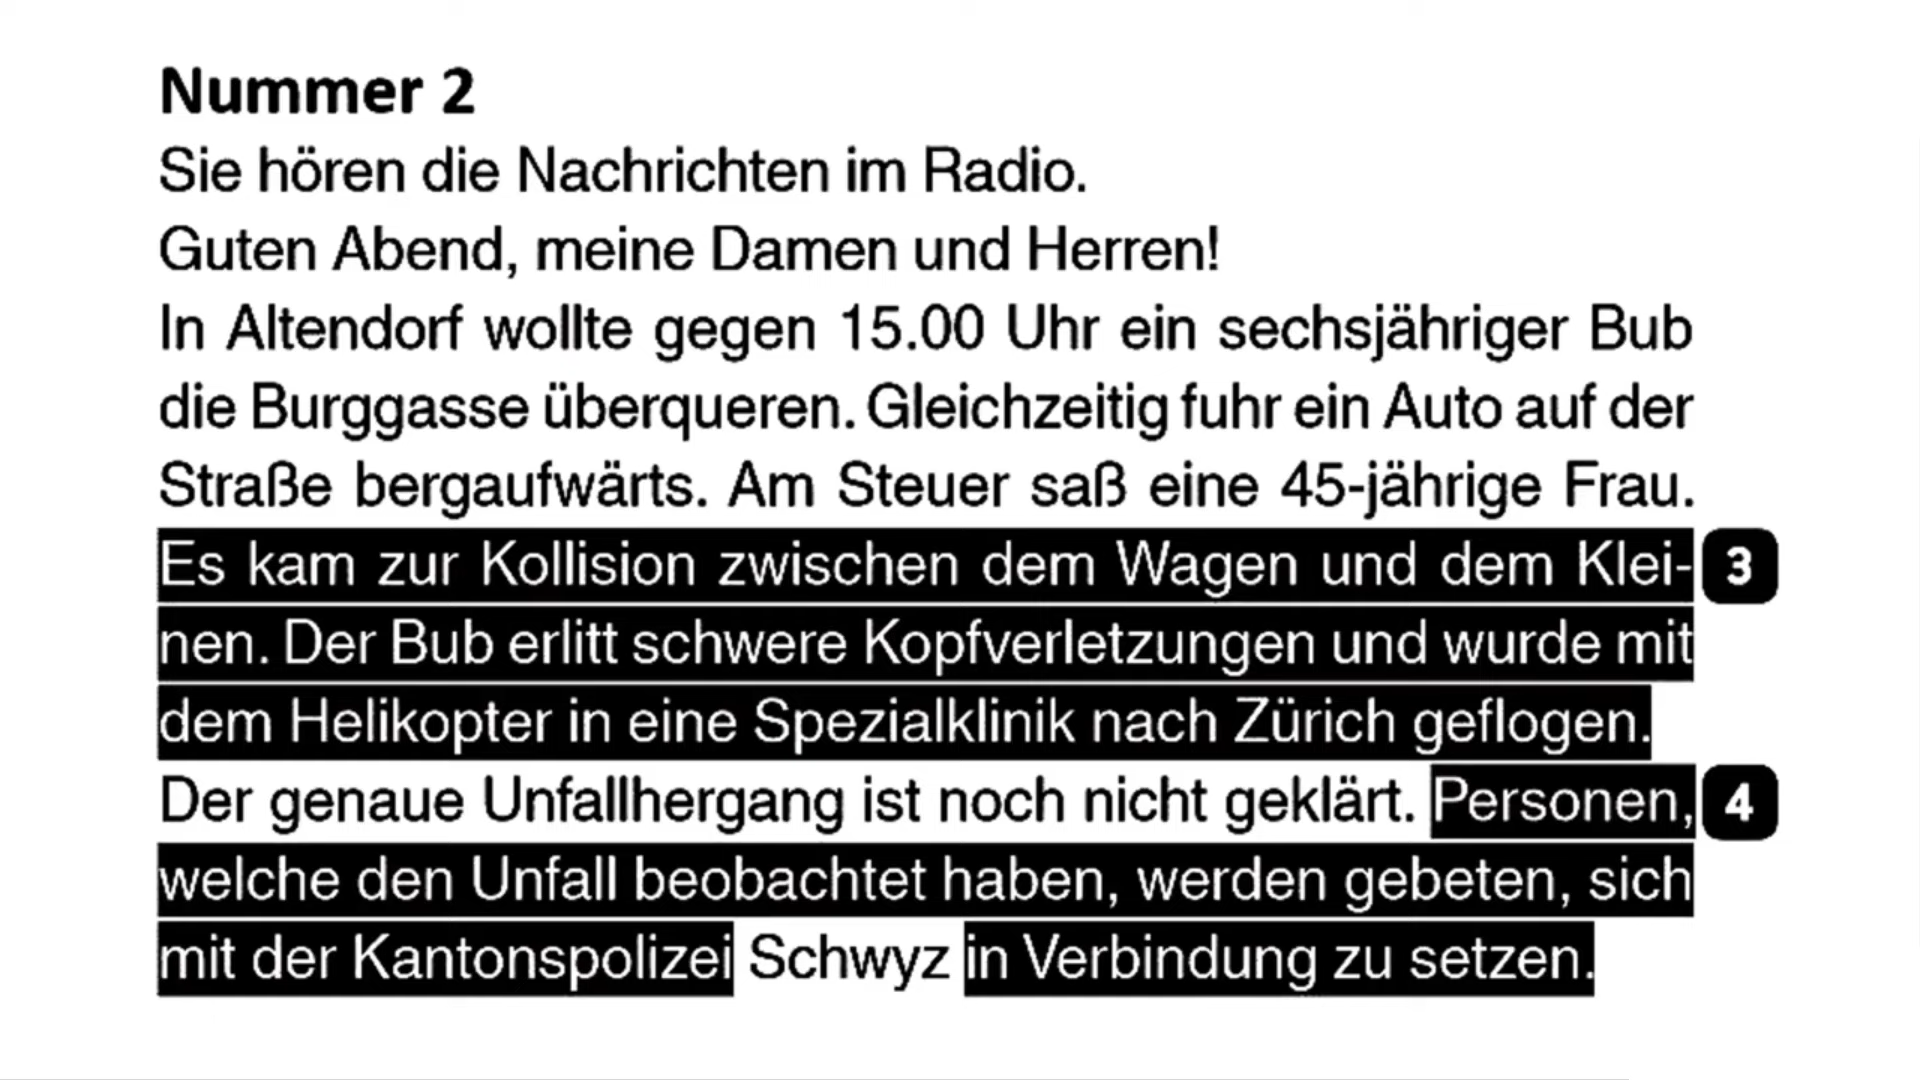 Nummer 2
Sie hören die Nachrichten im Radio.
Guten Abend, meine Damen und Herren!
In Altendorf wollte gegen 15.00 Uhr ein sechsjähriger Bub
die Burggasse überqueren. Gleichzeitig fuhr ein Auto auf der
Straße bergaufwärts. Am Steuer saß eine 45-jährige Frau.
Es kam zur Kollision zwischen dem Wagen und dem Klei- 3
nen. Der Bub erlitt schwere Kopfverletzungen und wurde mit
dem Helikopter in eine Spezialklinik nach Zürich geflogen.
Der genaue Unfallhergang ist noch nicht geklärt. Personen, 4
welche den Unfall beobachtet haben, werden gebeten, sich
mit der Kantonspolizei Schwyz in Verbindung zu setzen.